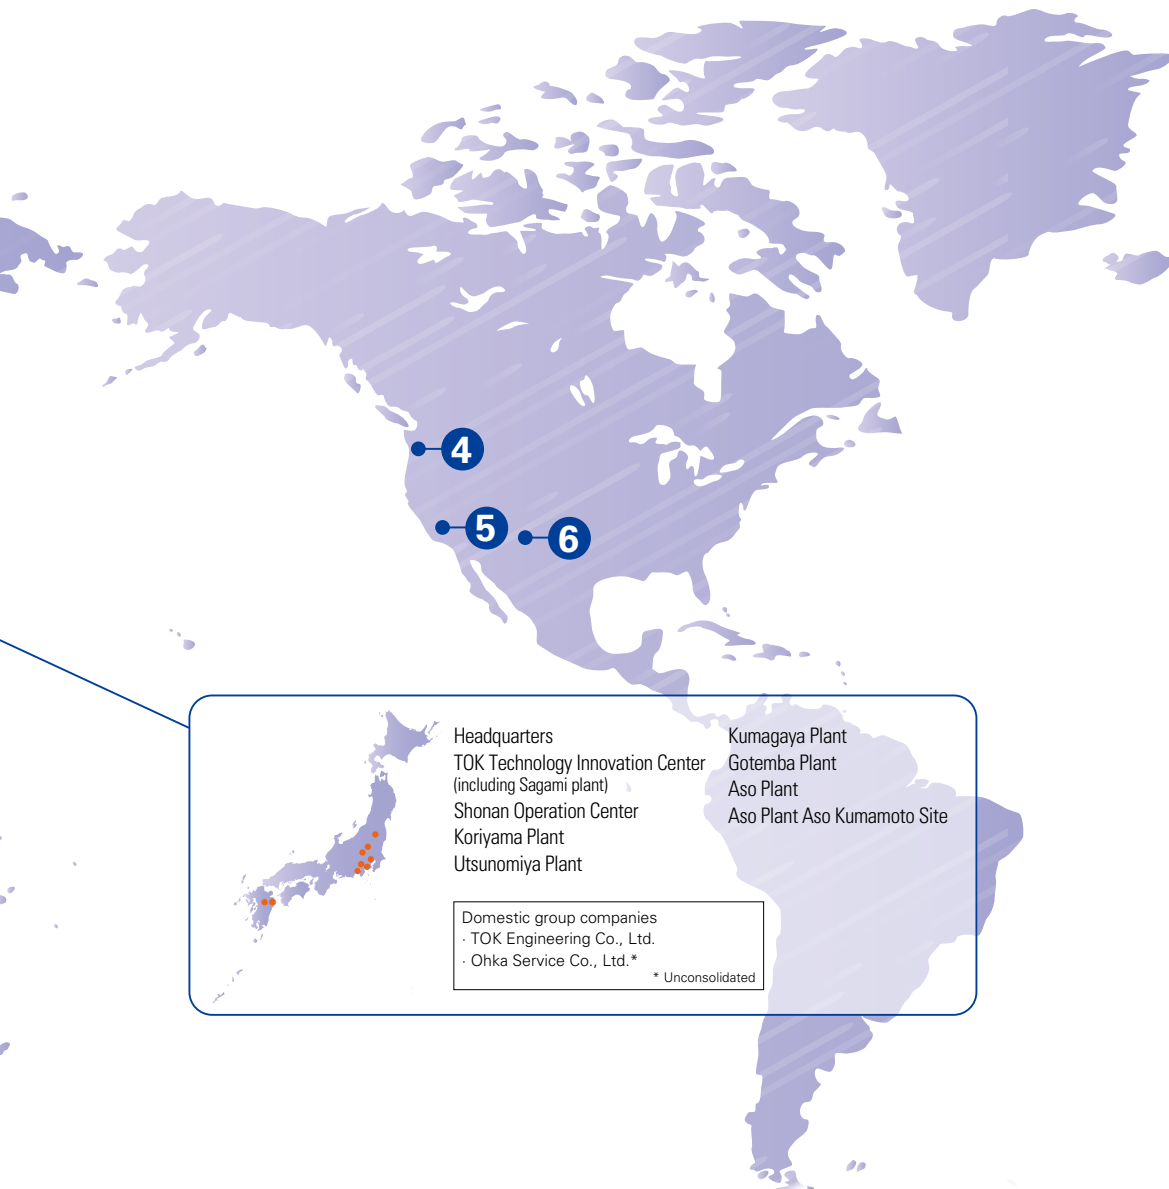 4
5
6
Headquarters
TOK Technology Innovation Center
(including Sagami plant)
Shonan Operation Center
Koriyama Plant
Utsunomiya Plant
Kumagaya Plant
Gotemba Plant
Aso Plant
Aso Plant Aso Kumamoto Site
Domestic group companies
· TOK Engineering Co., Ltd.
· Ohka Service Co., Ltd.*
* Unconsolidated